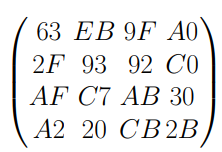 63 EB 9F A0
2F 93 92 C0
AF C7 AB 30
A2 20 CB 2B